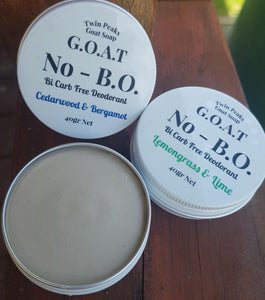 Twin Peaks
Goat Soap
G.O.A.T
No - B.O.
Bi Carb Free Deodorant
Cedarwood & Bergamot
40gr Net
Twin Peaks
Goat Soap
G.O.A.T
No - B.O.
Bi Carb Free Deodorant
Lemongrass & Lime
40gr Net